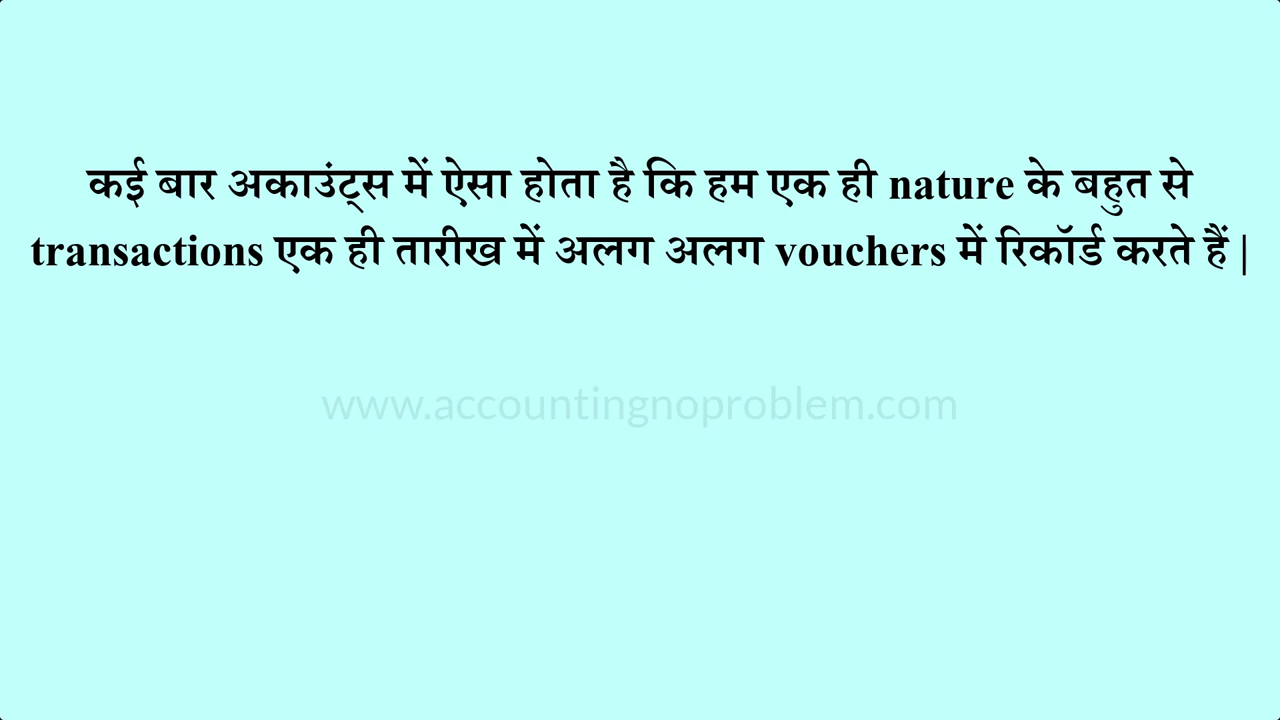 कई बार अकाउंट्स में ऐसा होता है कि हम एक ही nature के बहुत से
transactions एक ही तारीख में अलग अलग vouchers में रिकॉर्ड करते हैं |
www.accountingnoproblem.com